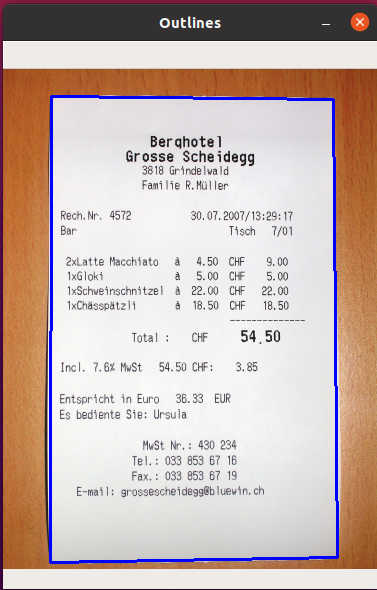 Outlines
Berghotel
Grosse Scheidegg
3818 Grindelwald
Familie R.Müller
Rech.Nr. 4572 30.07.2007/13:29:17
Bar Tisch 7/01
2xLatte Macchiato à 4.50 CHF 9.00
1xGloki à 5.00 CHF 5.00
1xSchweinschnitzel à 22.00 CHF 22.00
1xChässpätzli à 18.50 CHF 18.50
Total : CHF 54.50
Incl. 7.6% MwSt 54.50 CHF: 3.85
Entspricht in Euro 36.33 EUR
Es bediente Sie: Ursula
MwSt Nr.: 430 234
Tel.: 033 853 67 16
Fax.: 033 853 67 19
E-mail: grossescheidegg@bluewin.ch